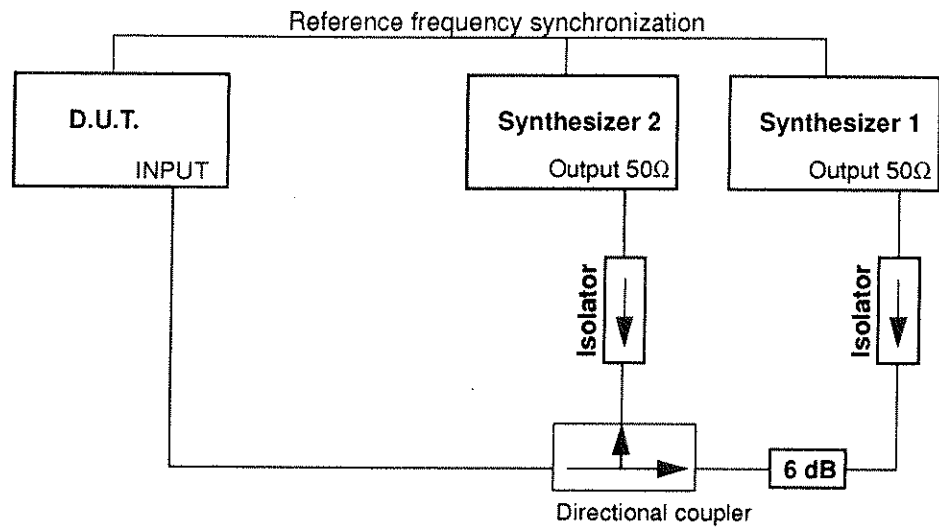 Reference frequency synchronization
D.U.T.
INPUT
Synthesizer 2
Output 50Ω
Synthesizer 1
Output 50Ω
Isolator
Isolator
6 dB
Directional coupler